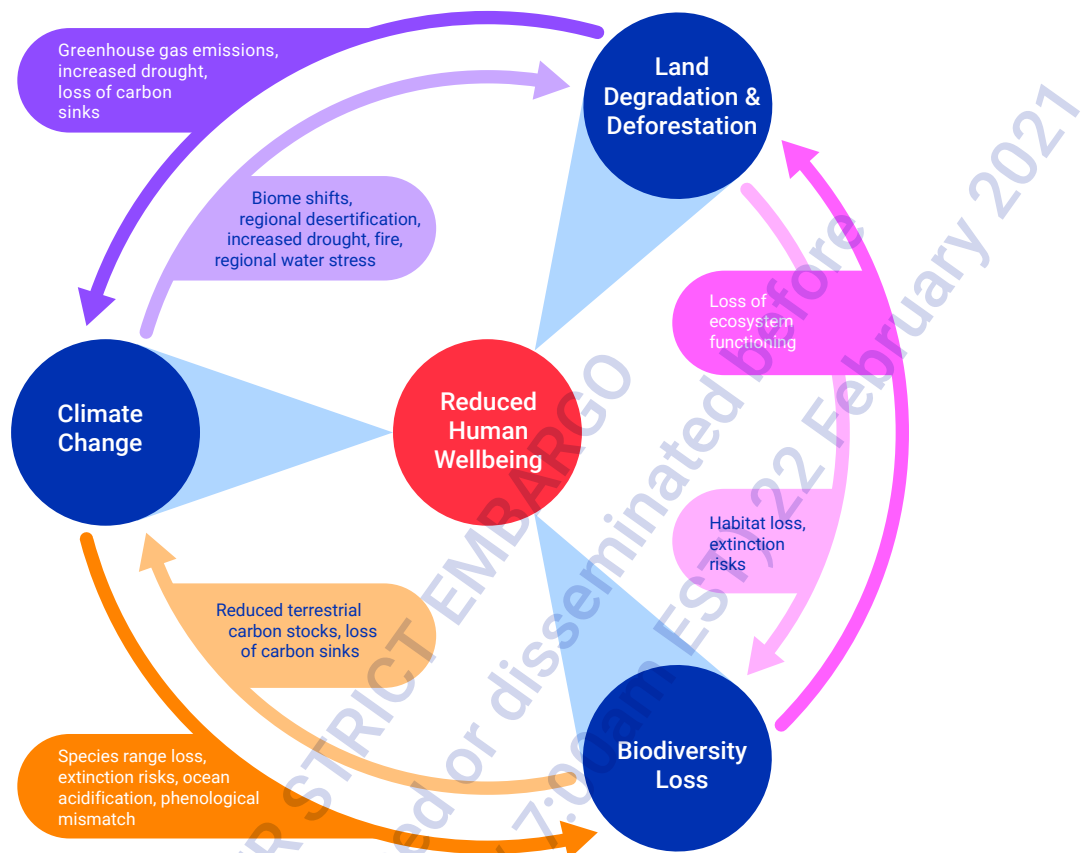 Greenhouse gas emissions,
increased drought,
loss of carbon
sinks
Land
Degradation &
Deforestation
Biome shifts,
regional desertification,
increased drought, fire,
regional water stress
Loss of
ecosystem
functioning
Climate
Change
Reduced
Human
Wellbeing
Habitat loss,
extinction
risks
Reduced terrestrial
carbon stocks, loss
of carbon sinks
Biodiversity
Loss
Species range loss,
extinction risks, ocean
acidification, phenological
mismatch
STRICT EMBARGO
or disseminated before
7:00am EST) 22 February 2021